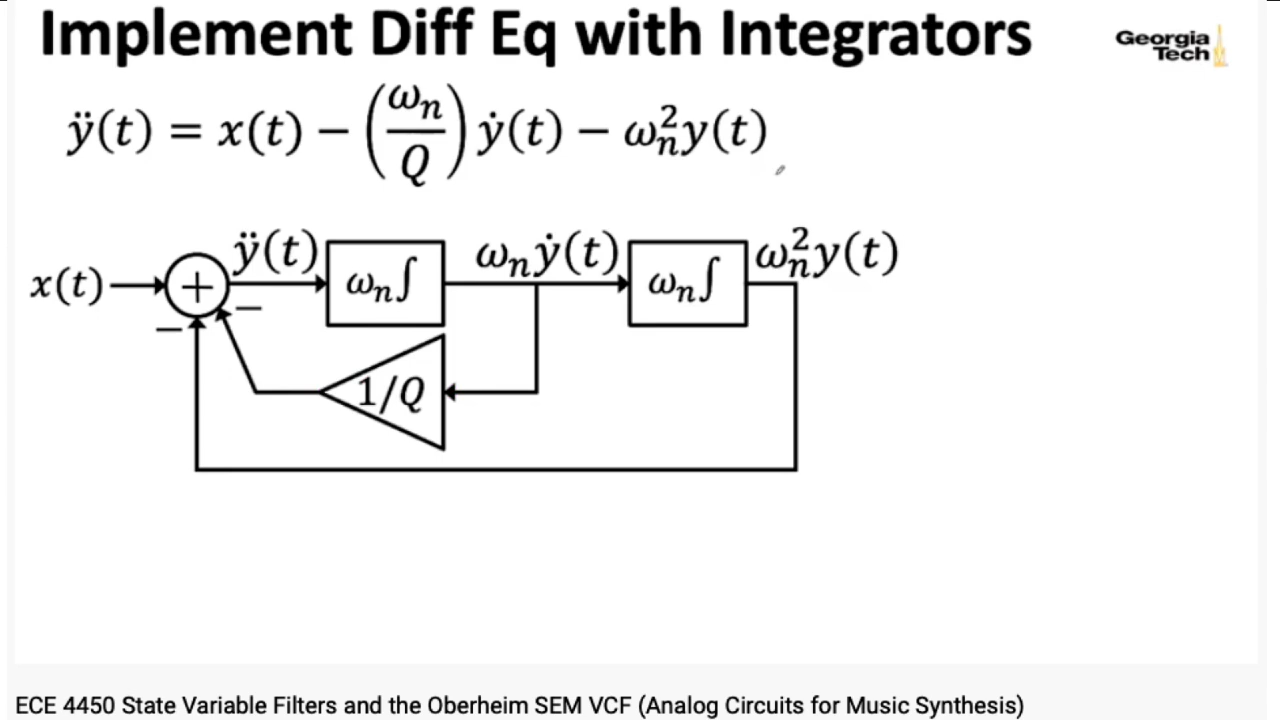 Implement Diff Eq with Integrators
Georgia
Tech
ÿ(t) = x(t) − (ωₙ/Q) ẏ(t) − ωₙ²y(t)
x(t) + ÿ(t) ωₙ∫ ωₙẏ(t) ωₙ∫ ωₙ²y(t)
− −
1/Q
ECE 4450 State Variable Filters and the Oberheim SEM VCF (Analog Circuits for Music Synthesis)